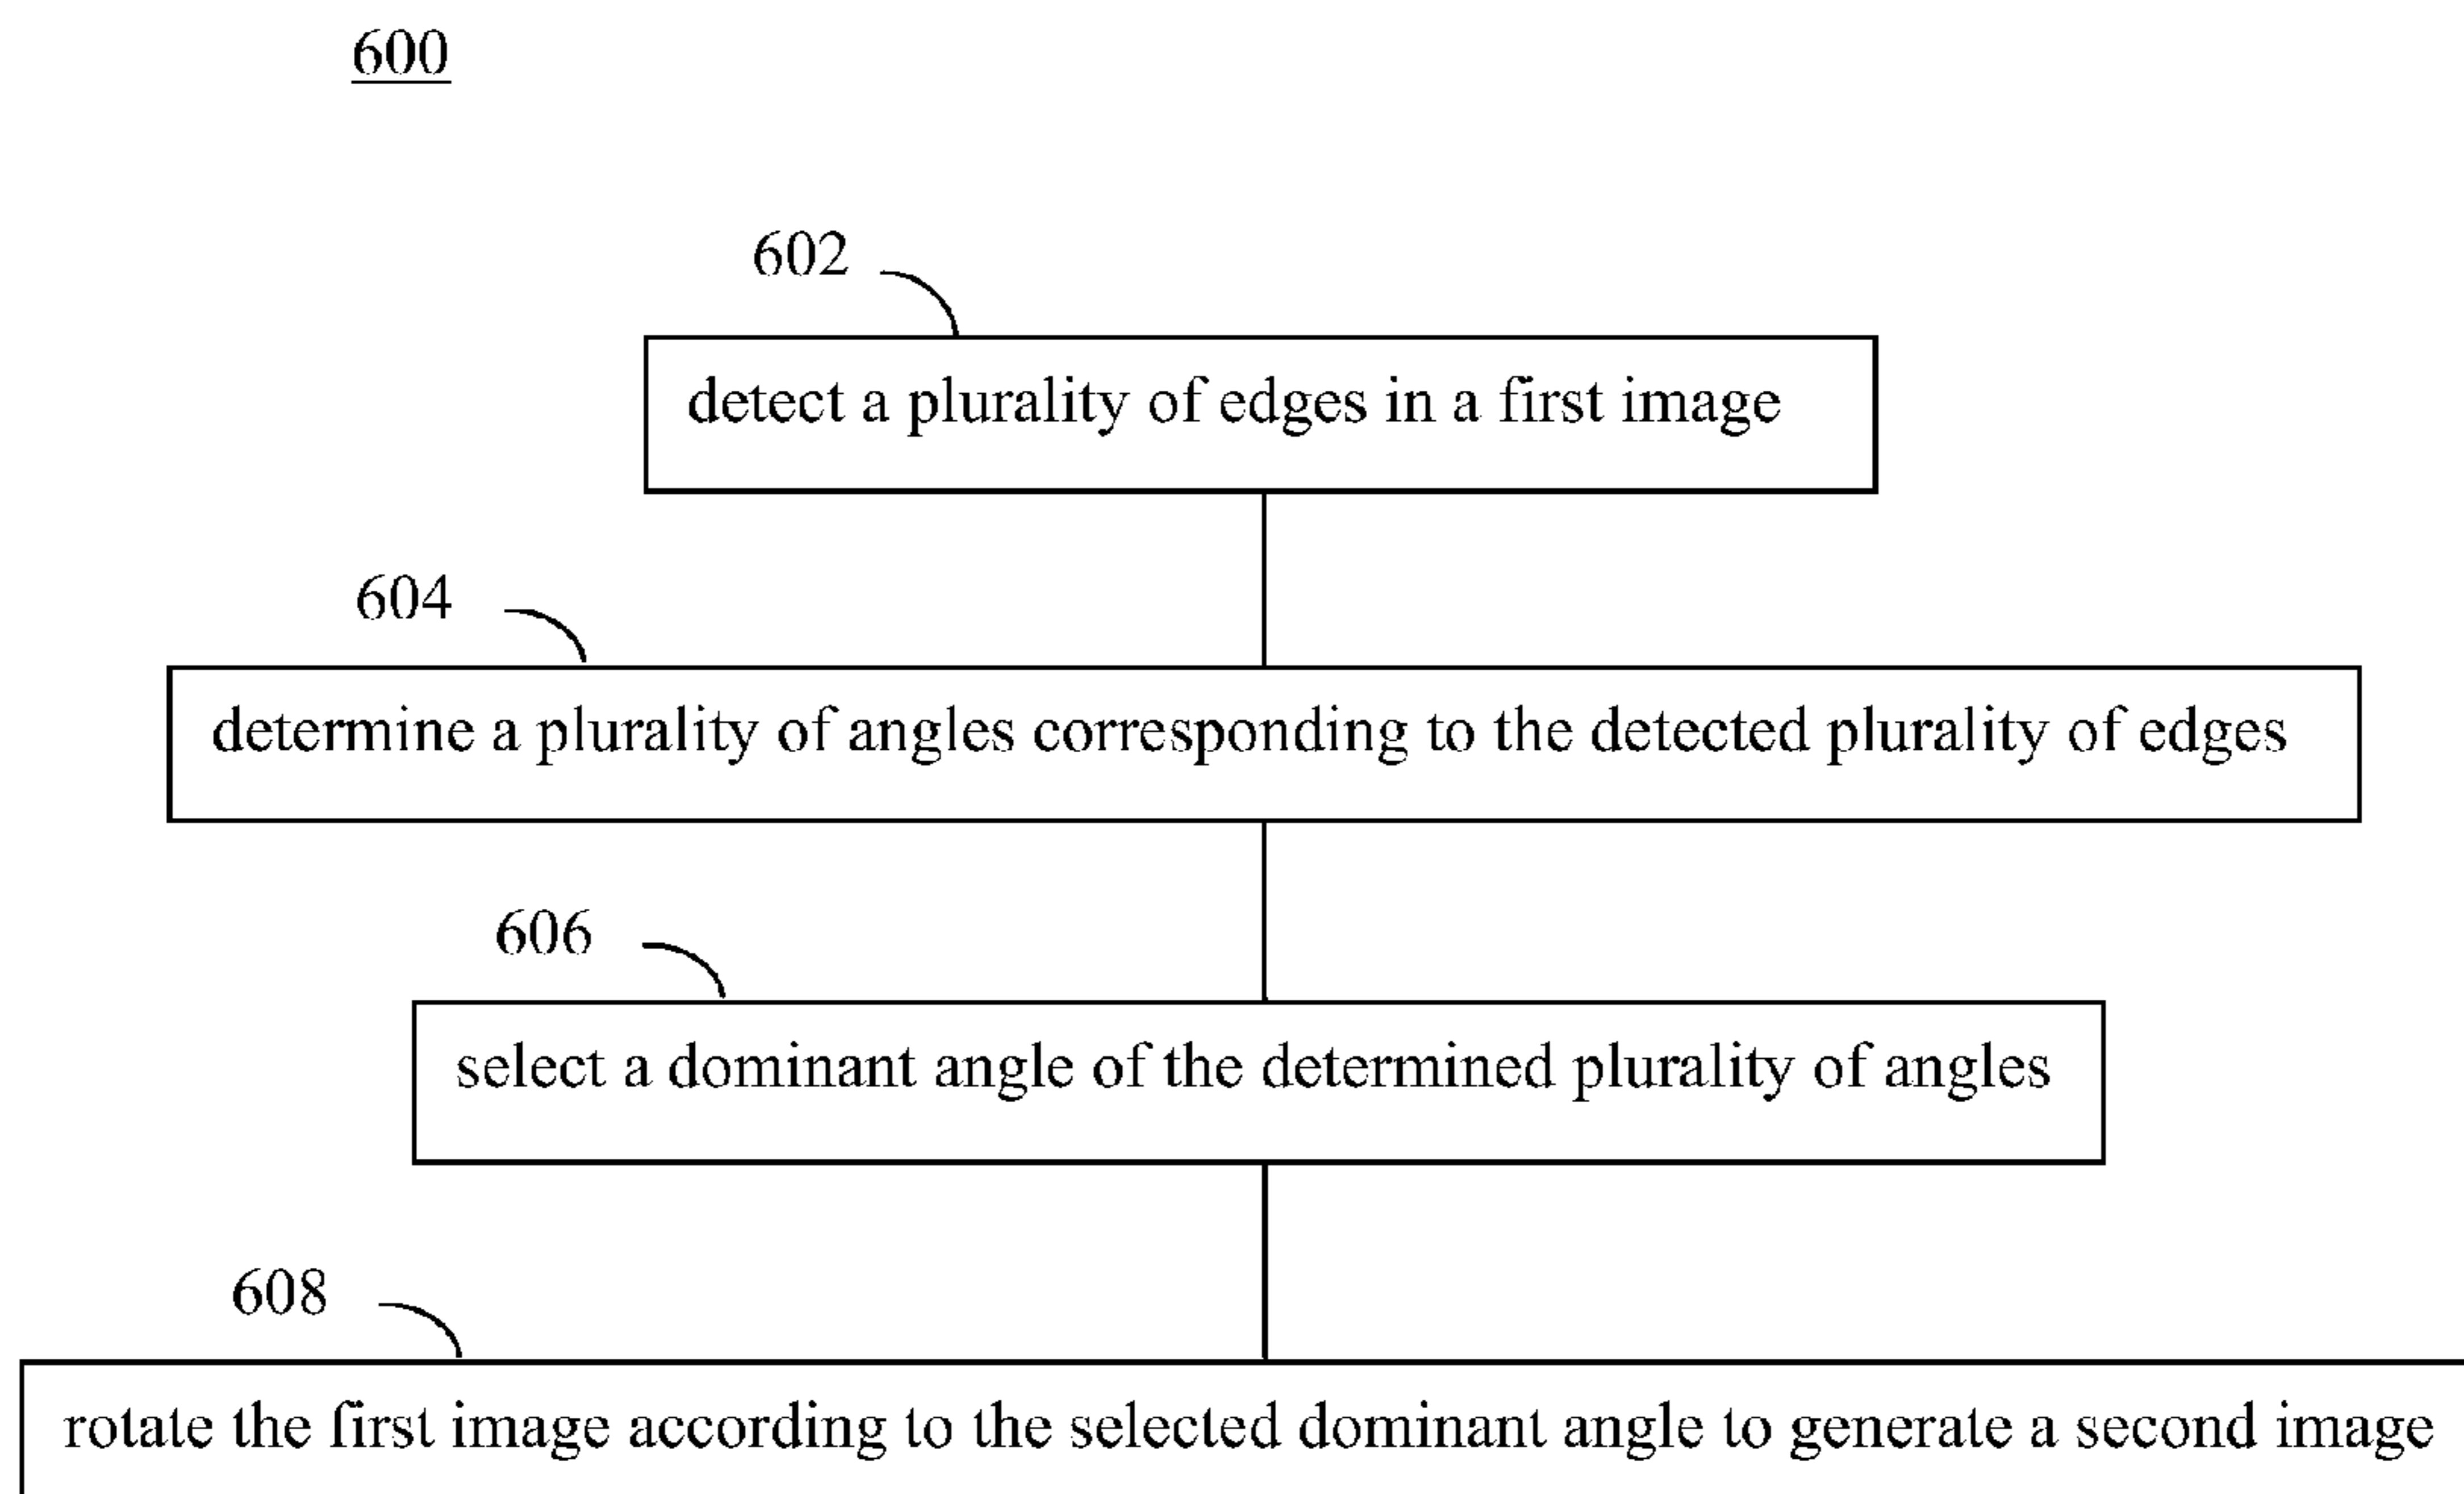 600
602
detect a plurality of edges in a first image
604
determine a plurality of angles corresponding to the detected plurality of edges
606
select a dominant angle of the determined plurality of angles
608
rotate the first image according to the selected dominant angle to generate a second image